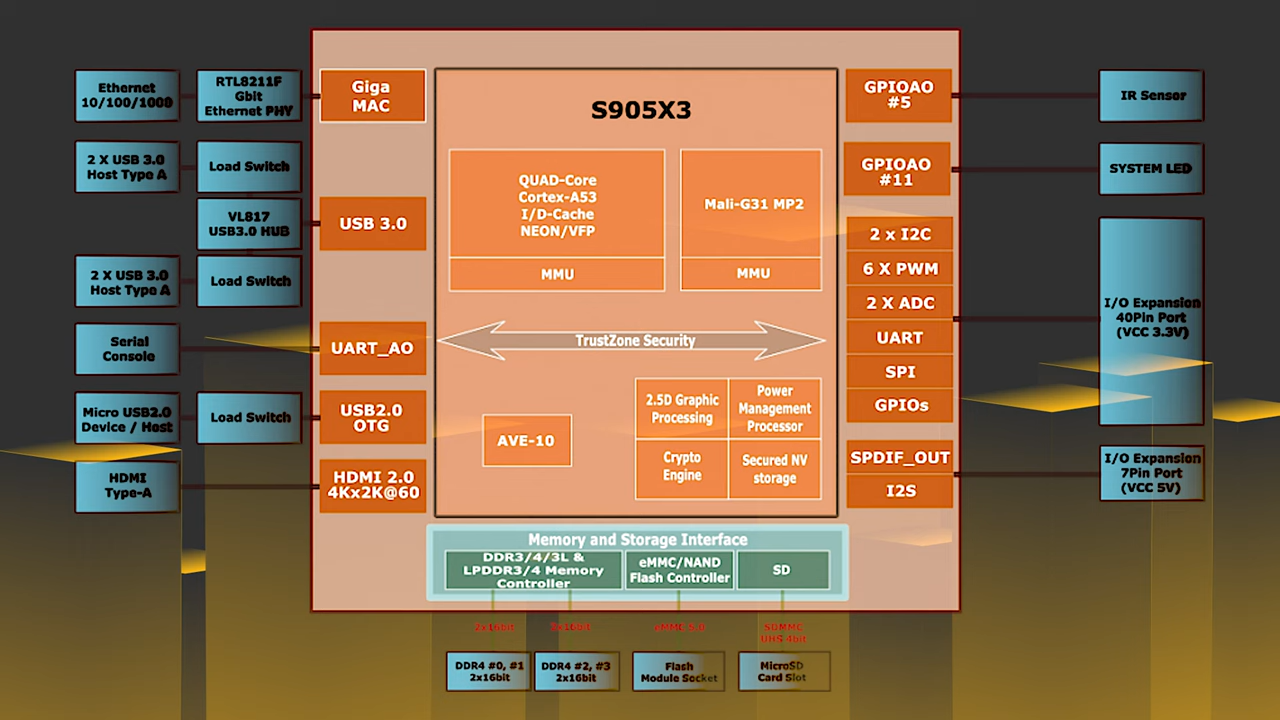 Ethernet
10/100/1000
RTL8211F
Gbit
Ethernet PHY
Giga
MAC
2 X USB 3.0
Host Type A
Load Switch
VL817
USB3.0 HUB
USB 3.0
2 X USB 3.0
Host Type A
Load Switch
Serial
Console
UART_AO
Micro USB2.0
Device / Host
Load Switch
USB2.0
OTG
HDMI
Type-A
HDMI 2.0
4Kx2K@60
S905X3
QUAD-Core
Cortex-A53
I/D-Cache
NEON/VFP
MMU
Mali-G31 MP2
MMU
TrustZone Security
AVE-10
2.5D Graphic
Processing
Power
Management
Processor
Crypto
Engine
Secured NV
storage
GPIOAO
#5
IR Sensor
GPIOAO
#11
SYSTEM LED
2 x I2C
6 X PWM
2 X ADC
UART
SPI
GPIOs
I/O Expansion
40Pin Port
(VCC 3.3V)
SPDIF_OUT
I2S
I/O Expansion
7Pin Port
(VCC 5V)
Memory and Storage Interface
DDR3/4/3L &
LPDDR3/4 Memory
Controller
eMMC/NAND
Flash Controller
SD
2x16bit
eMMC 5.0
SDMMC
UHS 4bit
DDR4 #0, #1
2x16bit
DDR4 #2, #3
2x16bit
Flash
Module Socket
MicroSD
Card Slot